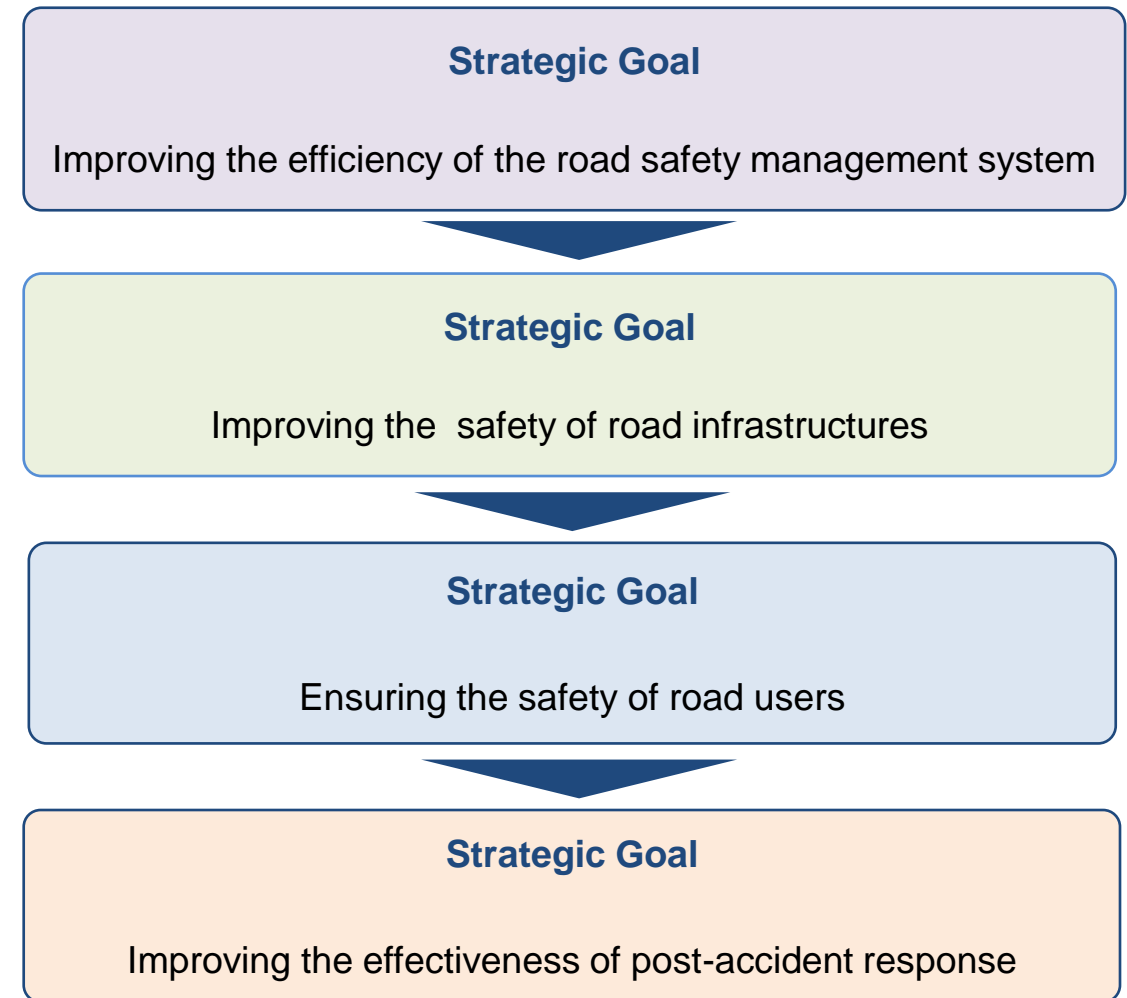 Strategic Goal
Improving the efficiency of the road safety management system
Strategic Goal
Improving the  safety of road infrastructures
Strategic Goal
Ensuring the safety of road users
Strategic Goal
Improving the effectiveness of post-accident response